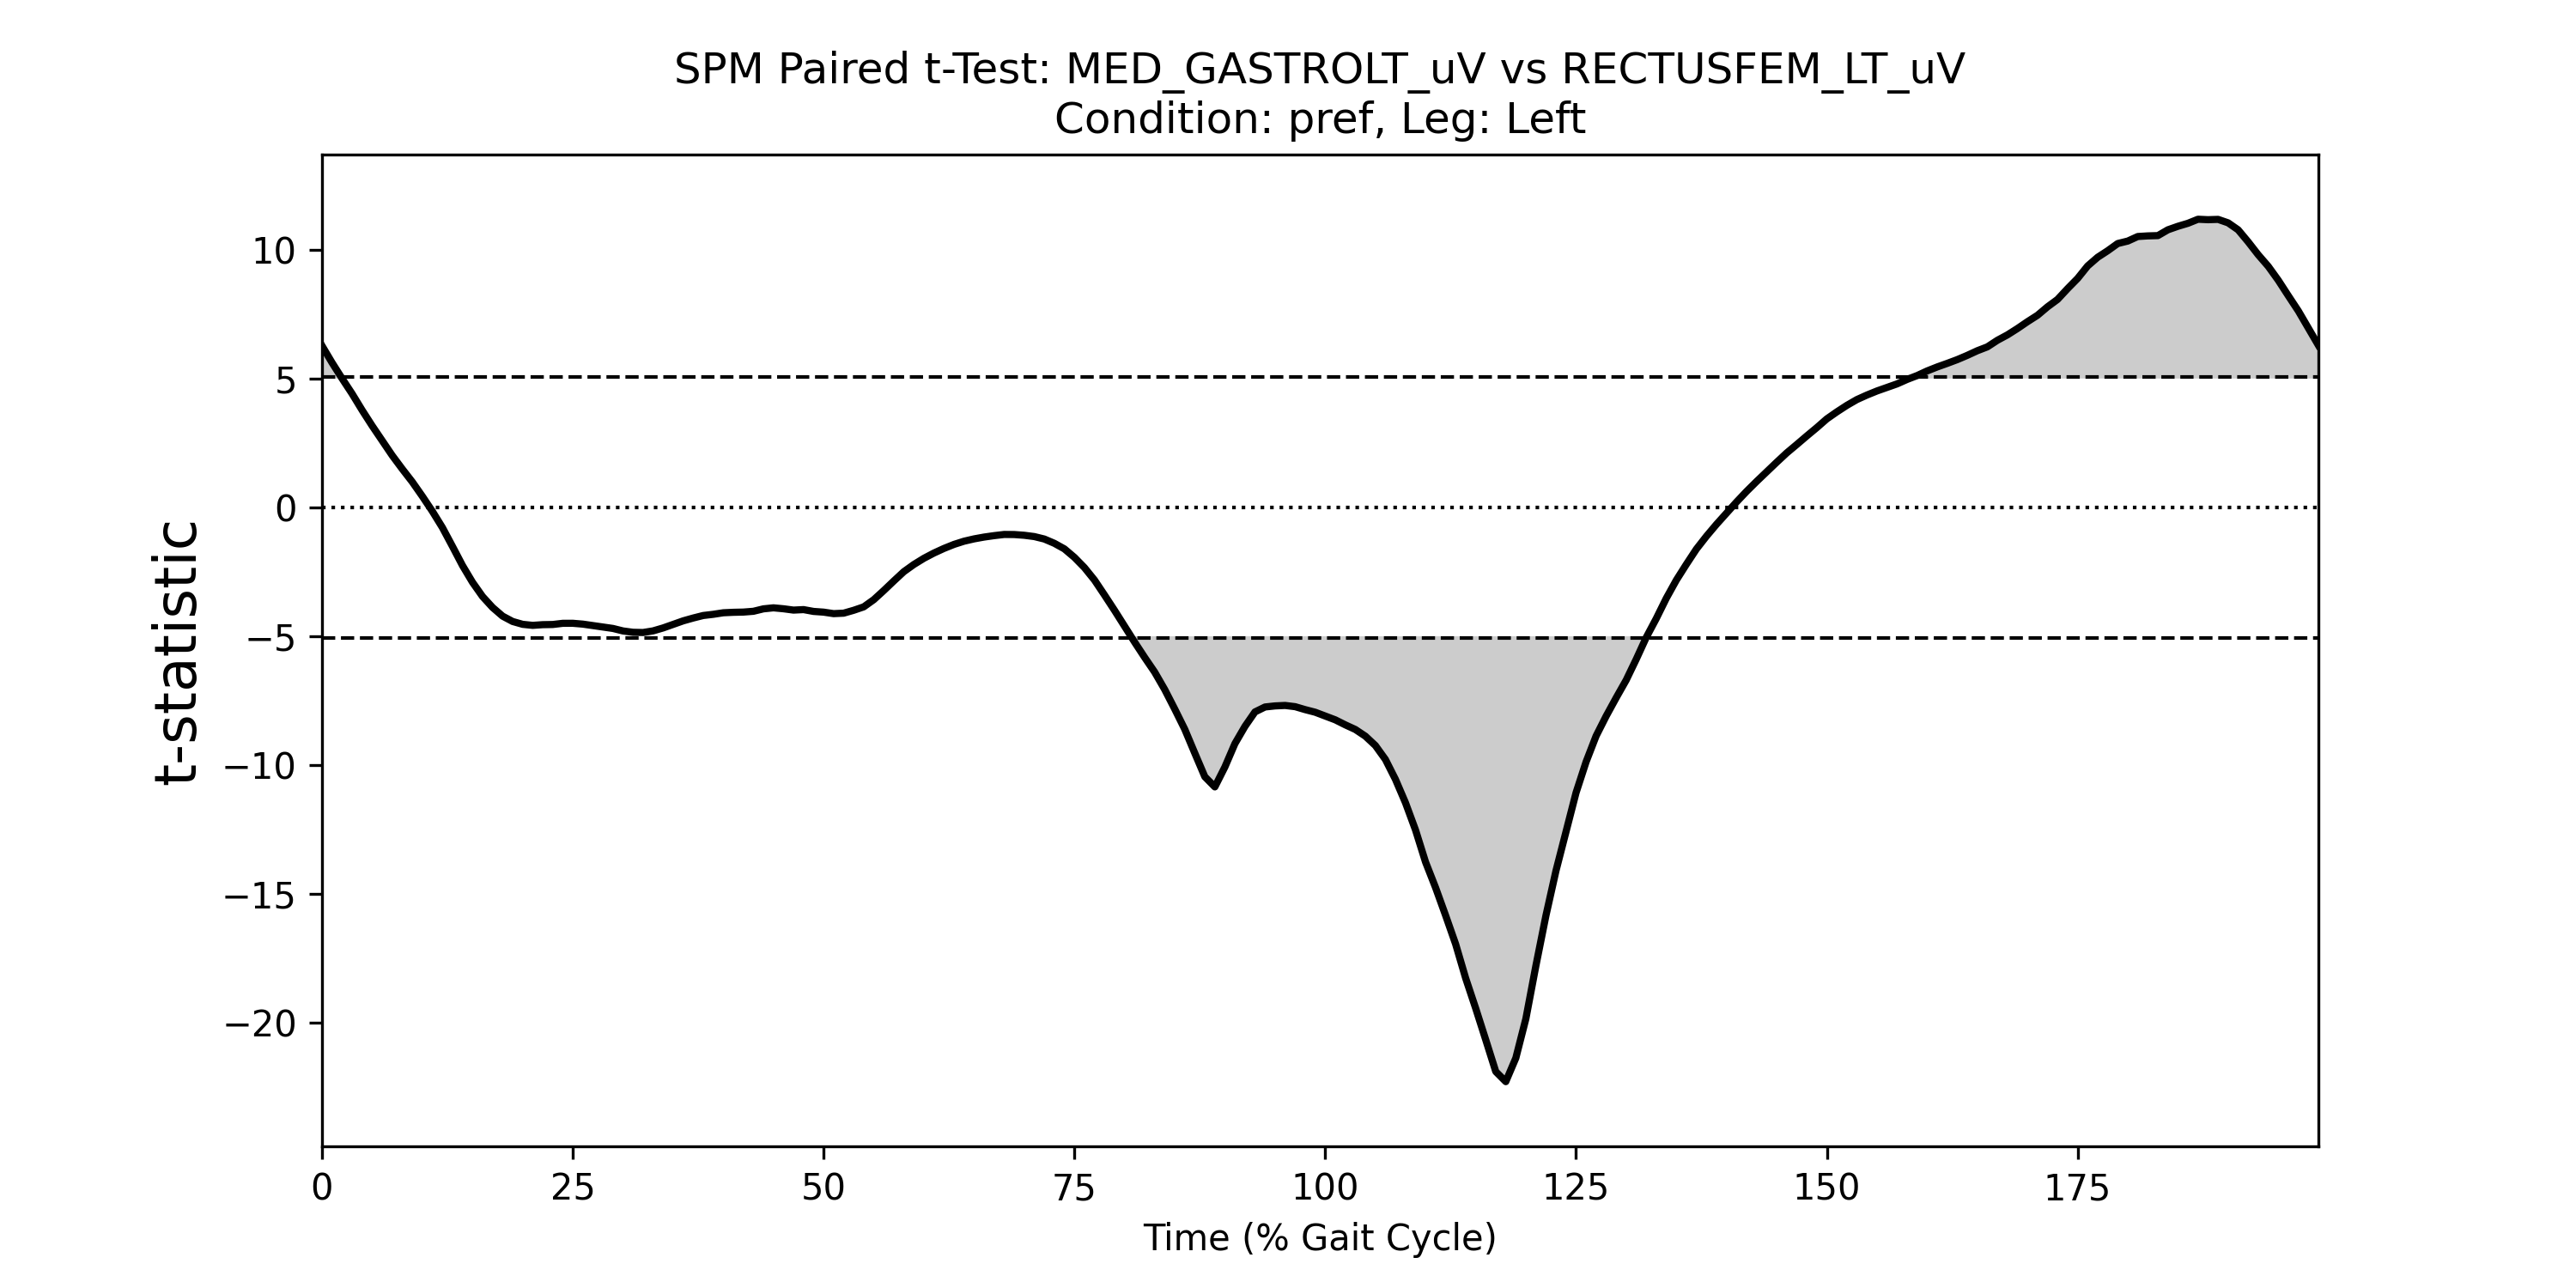 SPM Paired t-Test: MED_GASTROLT_uV vs RECTUSFEM_LT_uV
Condition: pref, Leg: Left
t-statistic
10
5
0
−5
−10
−15
−20
0 25 50 75 100 125 150 175
Time (% Gait Cycle)